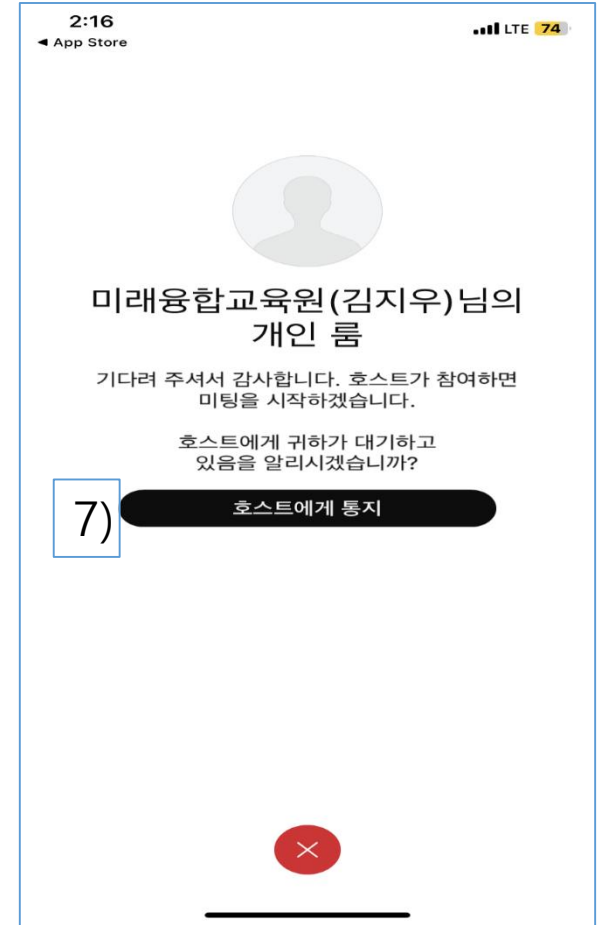 2:16
LTE 74
◀ App Store
미래융합교육원(김지우)님의
개인 룸
기다려 주셔서 감사합니다. 호스트가 참여하면
미팅을 시작하겠습니다.
호스트에게 귀하가 대기하고
있음을 알리시겠습니까?
7)
호스트에게 통지